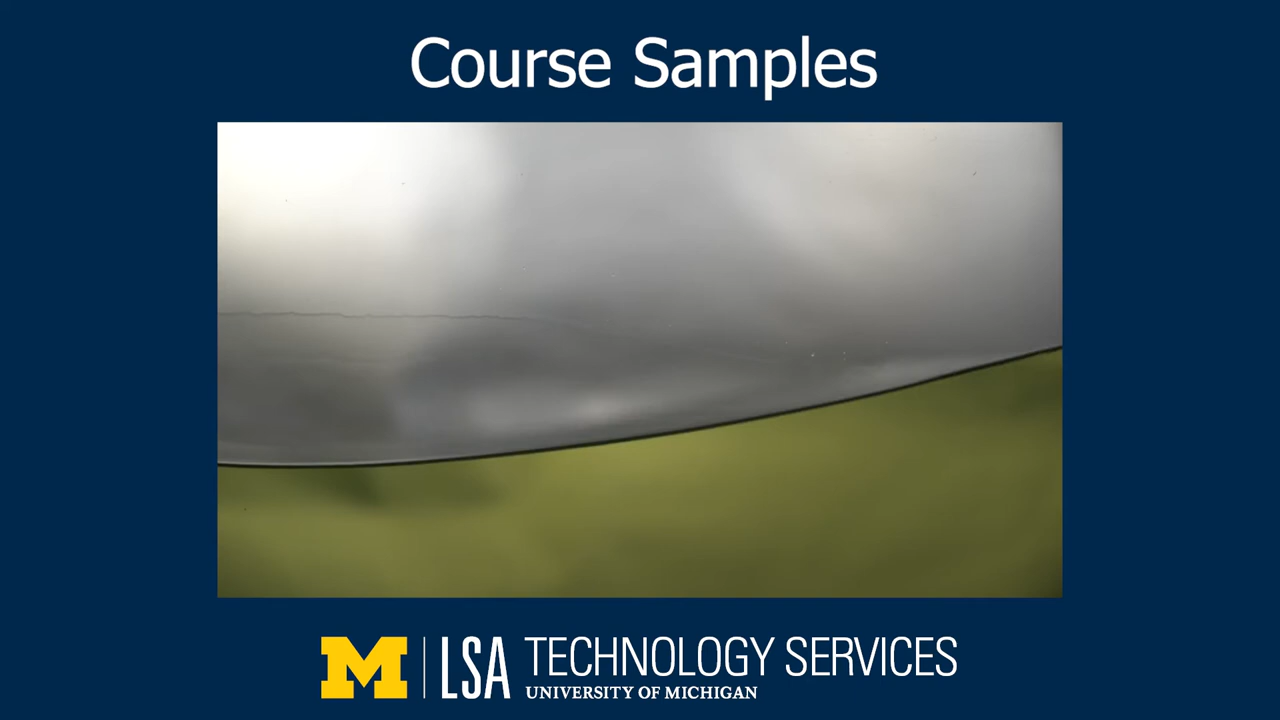 Course Samples
M LSA TECHNOLOGY SERVICES
UNIVERSITY OF MICHIGAN